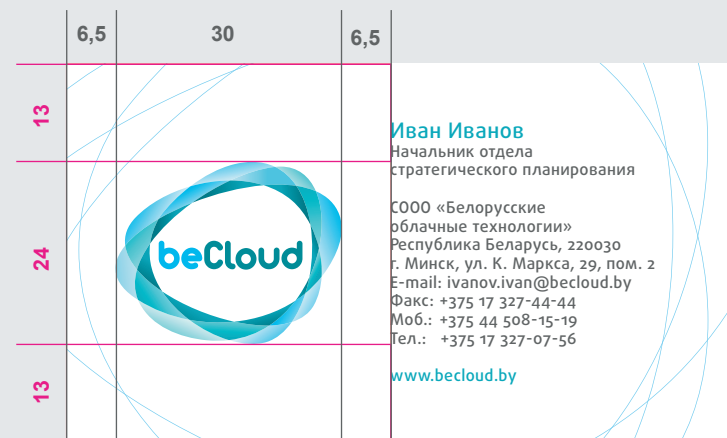 6,5
30
6,5
13
24
13
beCloud
Иван Иванов
Начальник отдела
стратегического планирования
СООО «Белорусские
облачные технологии»
Республика Беларусь, 220030
г. Минск, ул. К. Маркса, 29, пом. 2
E-mail: ivanov.ivan@becloud.by
Факс: +375 17 327-44-44
Моб.: +375 44 508-15-19
Тел.: +375 17 327-07-56
www.becloud.by